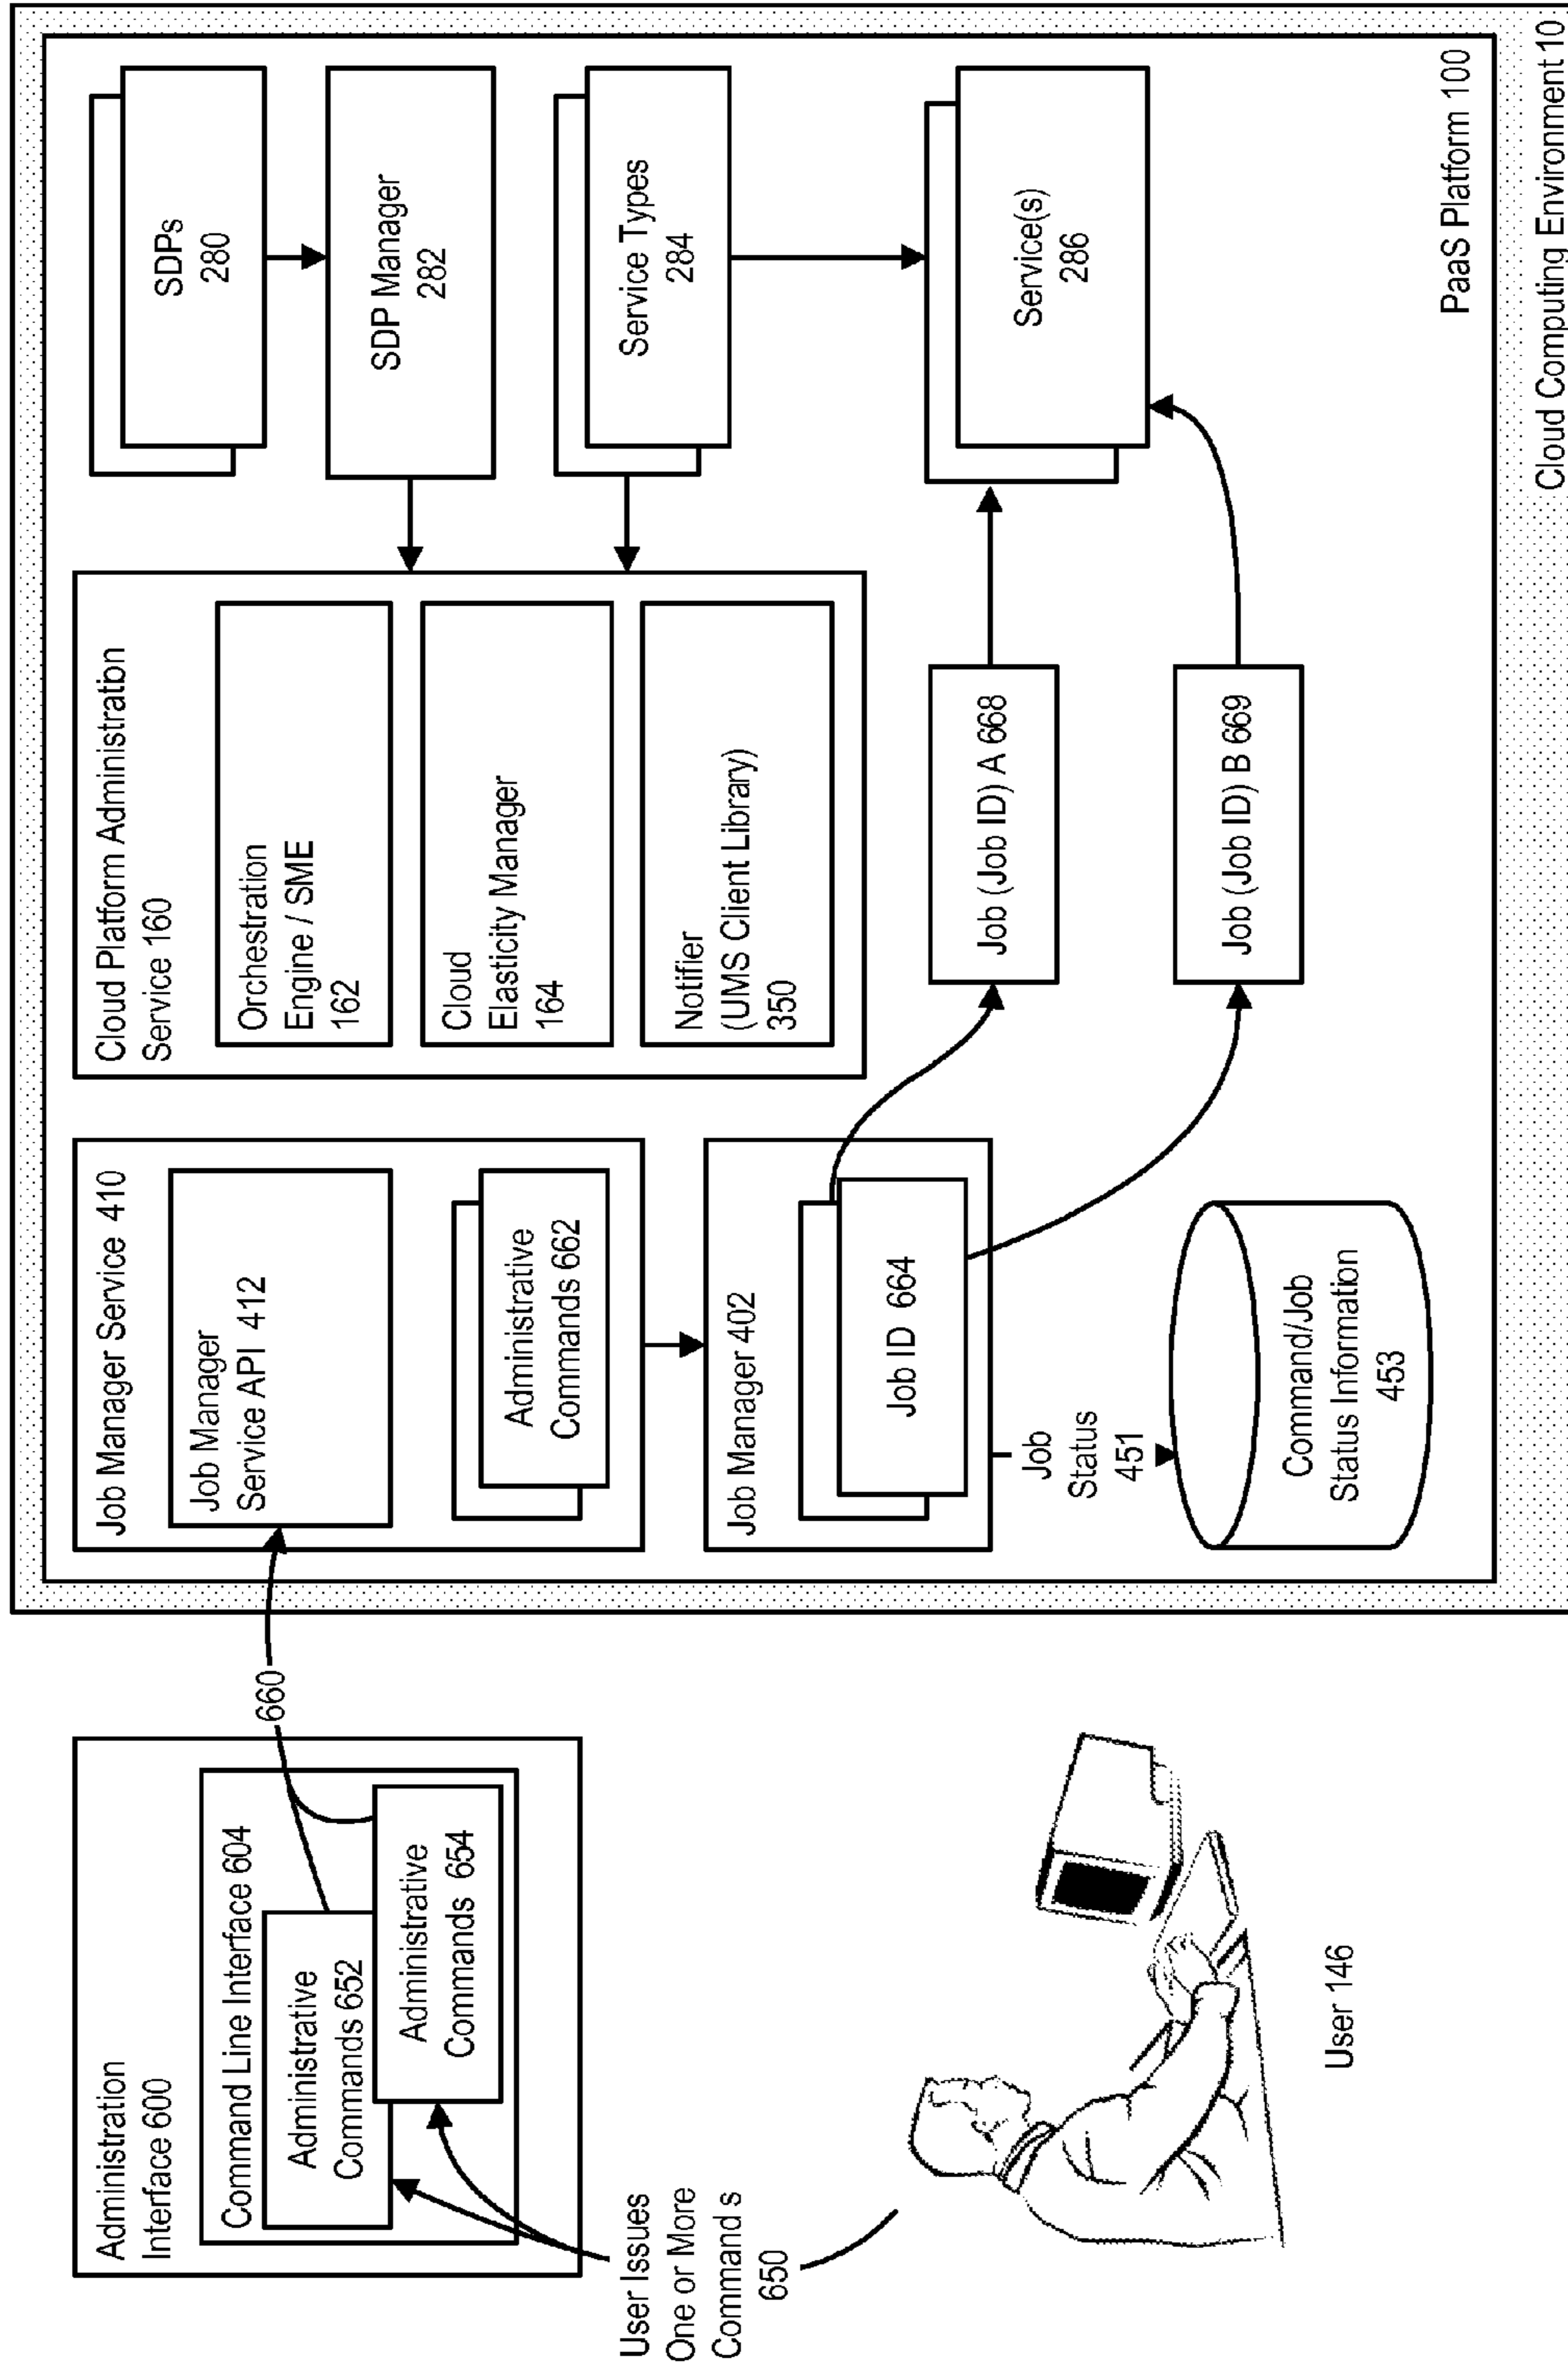 Administration
Interface 600
Command Line Interface 604
Administrative
Commands 652
Administrative
Commands 654
User Issues
One or More
Commands
650
User 146
660
Job Manager Service 410
Job Manager
Service API 412
Administrative
Commands 662
Job Manager 402
Job ID 664
Job
Status
451
Command/Job
Status Information
453
Cloud Platform Administration
Service 160
Orchestration
Engine / SME
162
Cloud
Elasticity Manager
164
Notifier
(UMS Client Library)
350
Job (Job ID) A 668
Job (Job ID) B 669
SDPs
280
SDP Manager
282
Service Types
284
Service(s)
286
PaaS Platform 100
Cloud Computing Environment 10